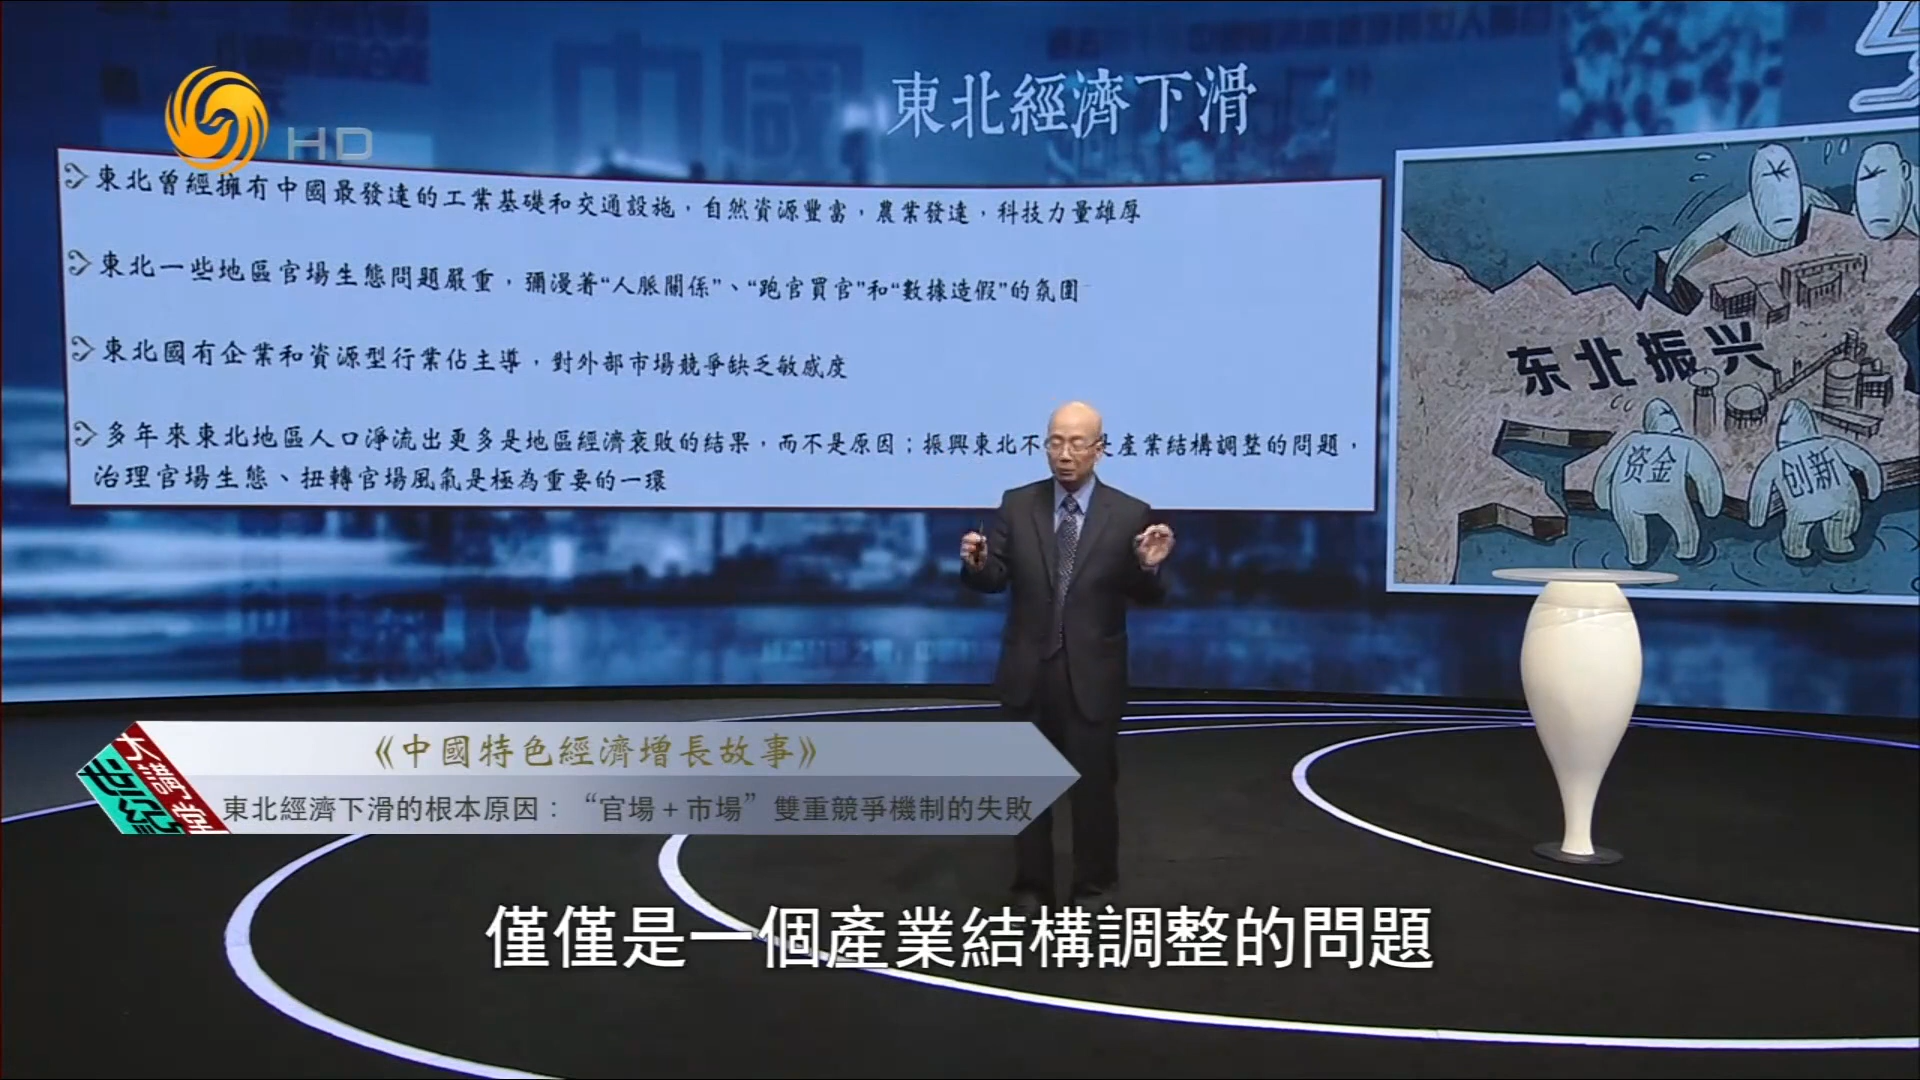 東北經濟下滑
HD
東北曾經擁有中國最發達的工業基礎和交通設施，自然資源豐富，農業發達，科技力量雄厚
東北一些地區官場生態問題嚴重，彌漫著“人脈關係”、“跑官買官”和“數據造假”的氛圍
東北國有企業和資源型行業佔主導，對外部市場競爭缺乏敏感度
多年來東北地區人口淨流出更多是地區經濟衰敗的結果，而不是原因；振興東北不 是產業結構調整的問題，
治理官場生態、扭轉官場風氣是極為重要的一環
东北振兴
资金
创新
世紀
大講堂
《中國特色經濟增長故事》
東北經濟下滑的根本原因：“官場＋市場”雙重競爭機制的失敗
僅僅是一個產業結構調整的問題